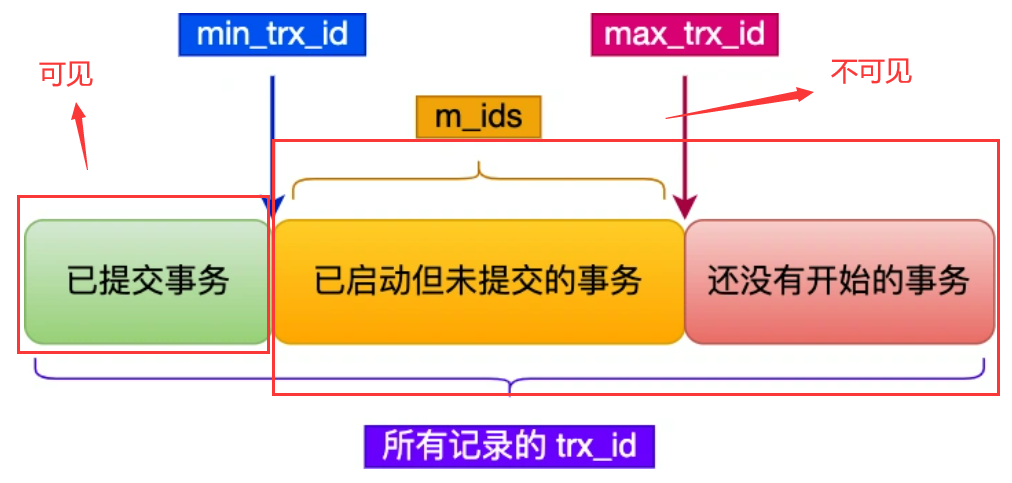 min_trx_id
max_trx_id
可见
不可见
m_ids
已提交事务
已启动但未提交的事务
还没有开始的事务
所有记录的 trx_id